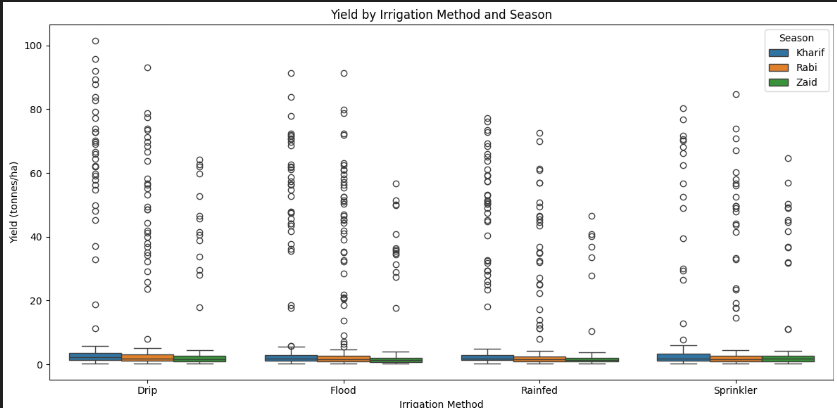 Yield by Irrigation Method and Season
Season
Kharif
Rabi
Zaid
Yield (tonnes/ha)
100
80
60
40
20
0
Drip
Flood
Rainfed
Sprinkler
Irrigation Method